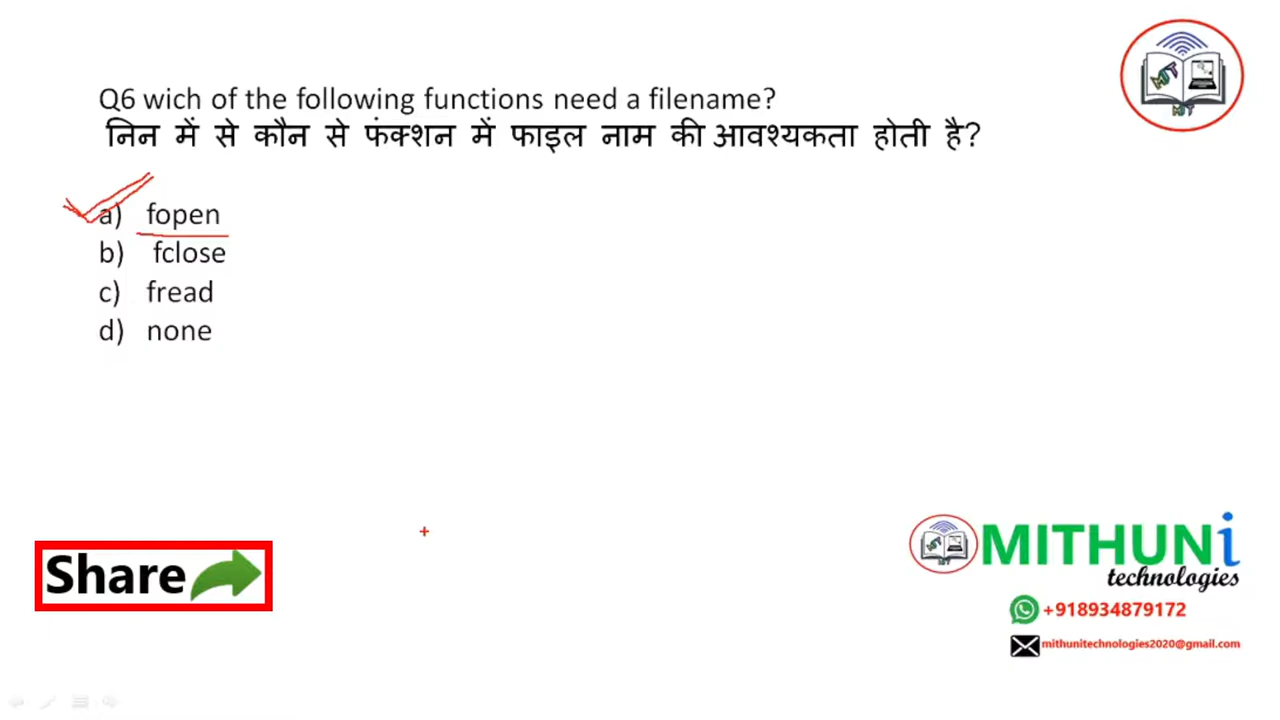 Q6 wich of the following functions need a filename?
निन में से कौन से फंक्शन में फाइल नाम की आवश्यकता होती है?
a) fopen
b) fclose
c) fread
d) none
Share
MITHUNi
technologies
+918934879172
mithunitechnologies2020@gmail.com